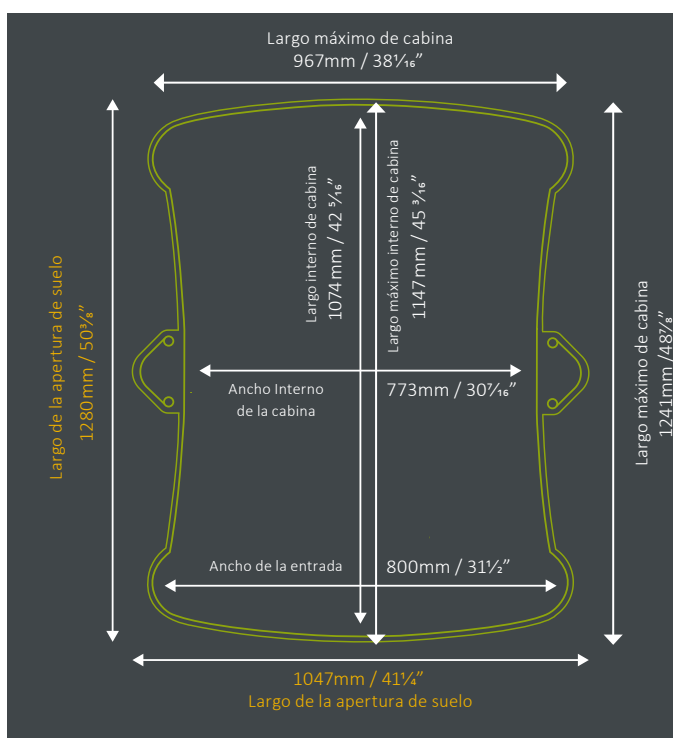 Largo máximo de cabina
967mm / 38¹⁄₁₆”
Largo de la apertura de suelo
1280mm / 50³⁄₈”
Largo interno de cabina
1074mm / 42 ⁵⁄₁₆”
Largo máximo interno de cabina
1147mm / 45 ³⁄₁₆”
Largo máximo de cabina
1241mm /48⁷⁄₈”
Ancho Interno
de la cabina
773mm / 30⁷⁄₁₆”
Ancho de la entrada
800mm / 31½”
1047mm / 41¼”
Largo de la apertura de suelo